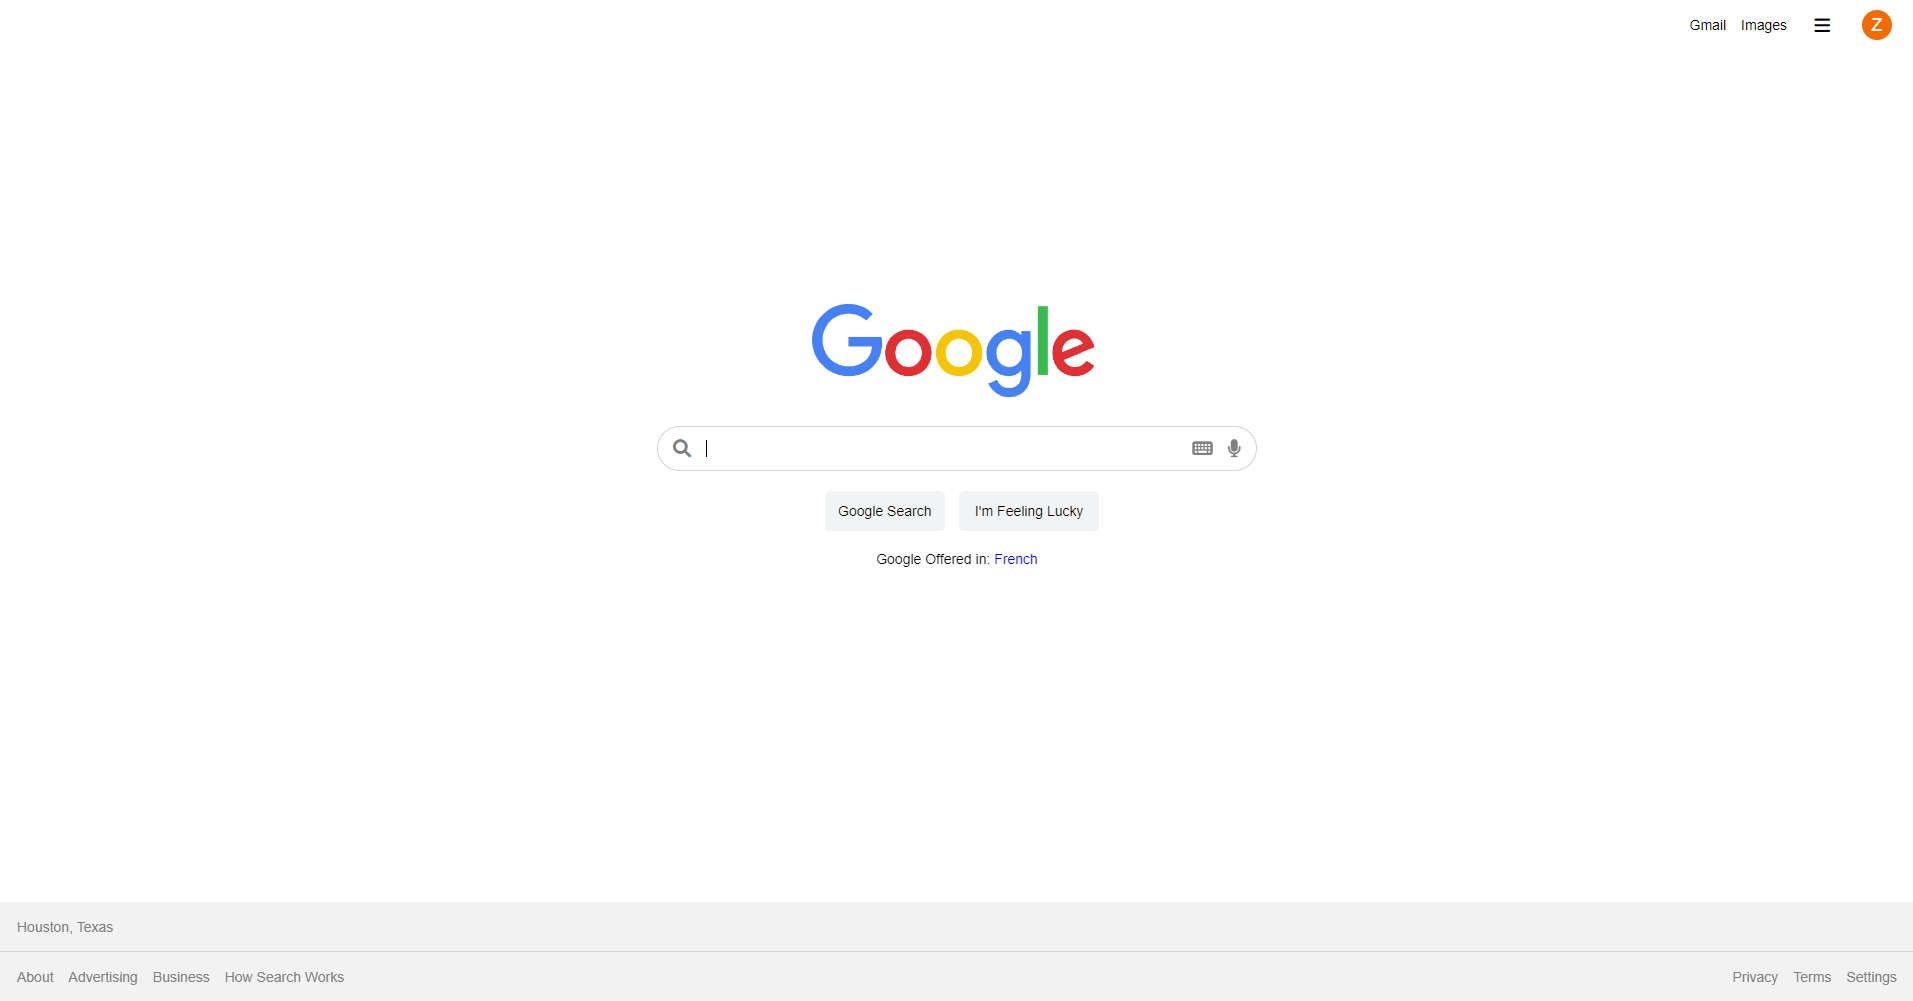 Gmail Images Z
Google
Google Search I'm Feeling Lucky
Google Offered in: French
Houston, Texas
About Advertising Business How Search Works Privacy Terms Settings